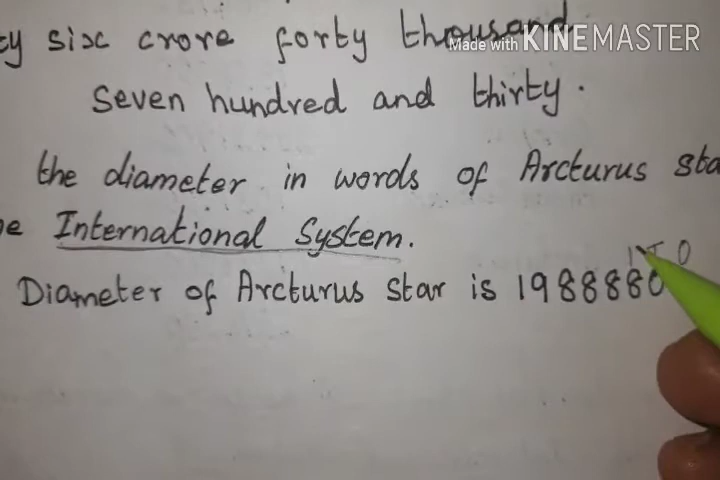 six crore forty thousand
Made with KINEMASTER
Seven hundred and thirty.
the diameter in words of Arcturus
International System.
Diameter of Arcturus star is 1988880